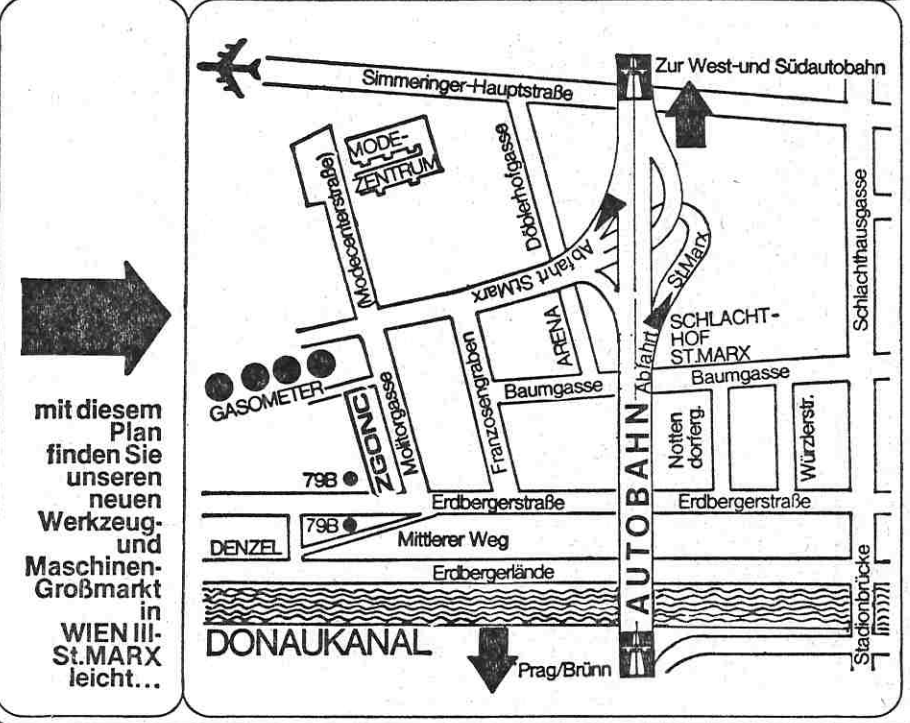 mit diesem
Plan
finden Sie
unseren
neuen
Werkzeug-
und
Maschinen-
Großmarkt
in
WIEN III-
St.MARX
leicht...
Zur West-und Südautobahn
Simmeringer-Hauptstraße
MODE-
ZENTRUM
(Modecenterstraße)
Döblerhofgasse
Abfahrt St.Marx
Abfahrt St.Marx
Schlachthausgasse
SCHLACHT-
HOF
ST.MARX
ARENA
Baumgasse
Baumgasse
GASOMETER
ZGONC
Molitorgasse
Franzosengraben
AUTOBAHN
Notten
dorferg.
Würzlerstr.
79B
Erdbergerstraße
Erdbergerstraße
79B
DENZEL
Mittlerer Weg
Erdbergerlände
Stadionbrücke
DONAUKANAL
Prag/Brünn